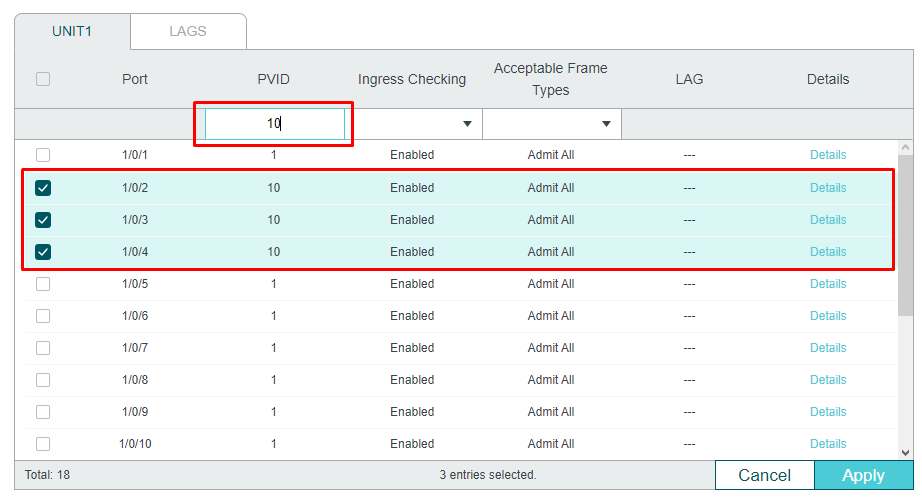 UNIT1 LAGS
Port PVID Ingress Checking Acceptable Frame Types LAG Details
10
1/0/1 1 Enabled Admit All --- Details
1/0/2 10 Enabled Admit All --- Details
1/0/3 10 Enabled Admit All --- Details
1/0/4 10 Enabled Admit All --- Details
1/0/5 1 Enabled Admit All --- Details
1/0/6 1 Enabled Admit All --- Details
1/0/7 1 Enabled Admit All --- Details
1/0/8 1 Enabled Admit All --- Details
1/0/9 1 Enabled Admit All --- Details
1/0/10 1 Enabled Admit All --- Details
Total: 18 3 entries selected. Cancel Apply